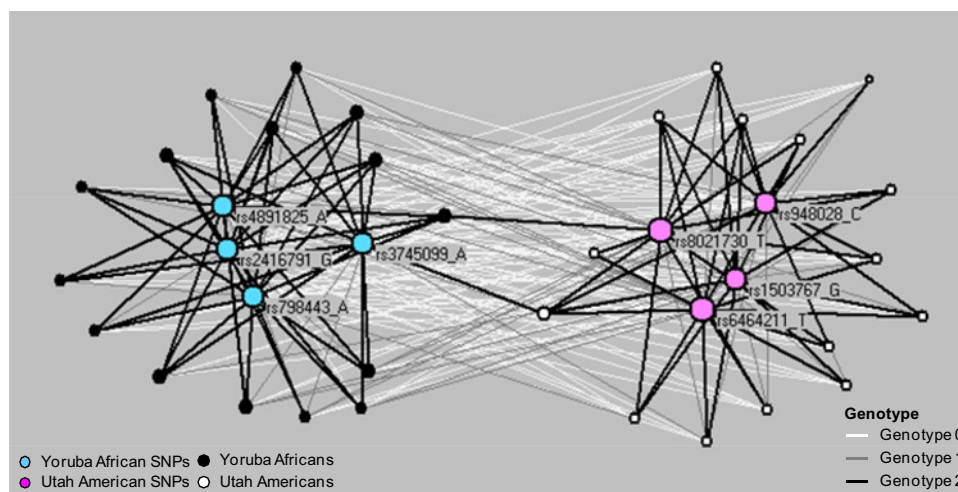 rs4891825_A
rs948028_C
rs8021730_T
rs3745099_A
rs2416791_G
rs1503767_G
rs798443_A
rs6464211_T
Genotype
Genotype 0
Genotype 1
Genotype 2
Yoruba African SNPs Yoruba Africans
Utah American SNPs Utah Americans